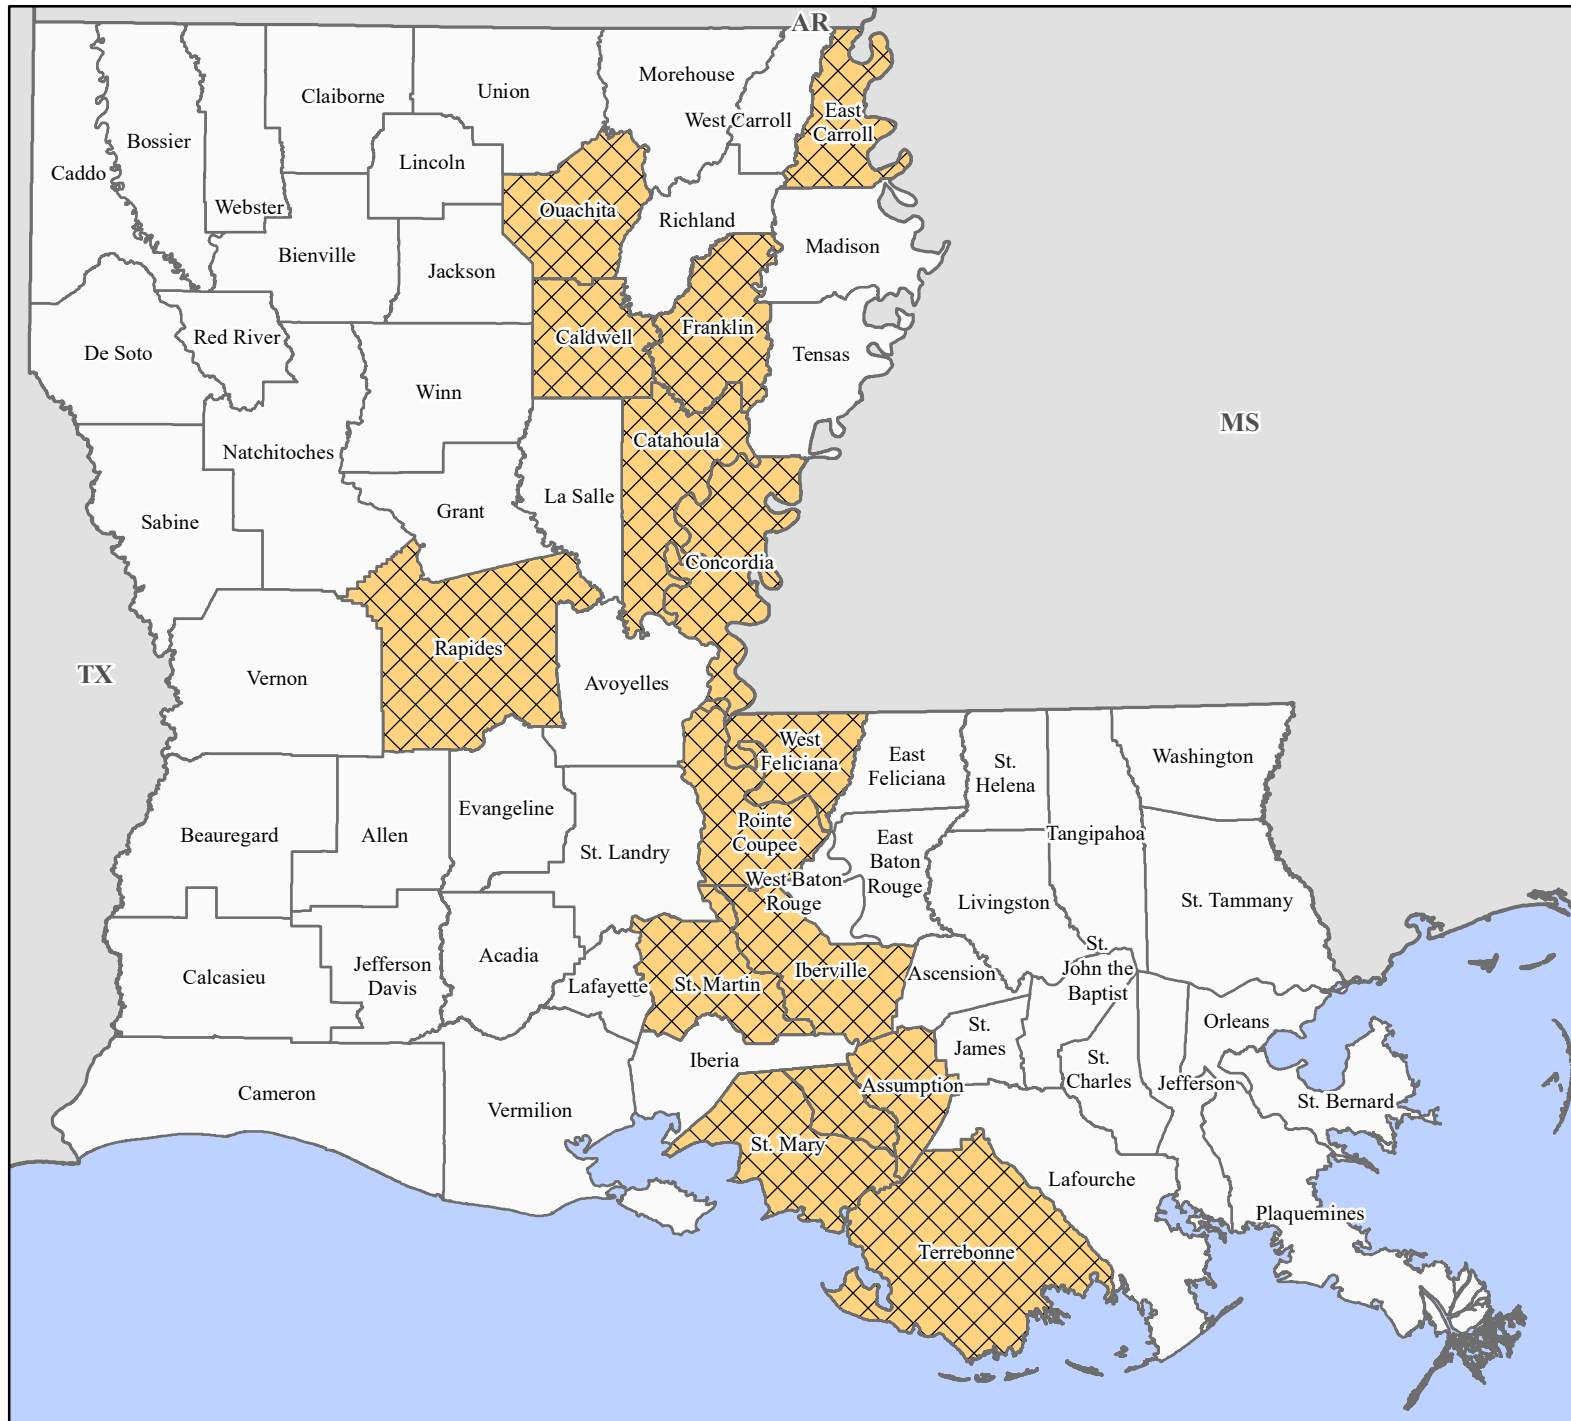 AR
Morehouse
Union
Claiborne
East
Carroll
West Carroll
Bossier
Lincoln
Caddo
Webster
Ouachita
Richland
Madison
Bienville
Jackson
Franklin
Caldwell
Red River
De Soto
Tensas
Winn
MS
Catahoula
Natchitoches
La Salle
Grant
Sabine
Concordia
Rapides
TX
Vernon
Avoyelles
West
Feliciana
East
Feliciana
St.
Helena
Washington
Evangeline
Pointe
Coupee
Beauregard
Allen
Tangipahoa
East
Baton
Rouge
St. Landry
West Baton
Rouge
Livingston
St. Tammany
St.
John the
Baptist
Acadia
Jefferson
Davis
Calcasieu
Lafayette
St. Martin
Iberville
Ascension
Orleans
St.
James
Iberia
St.
Charles
Assumption
Jefferson
Cameron
Vermilion
St. Bernard
St. Mary
Lafourche
Plaquemines
Terrebonne